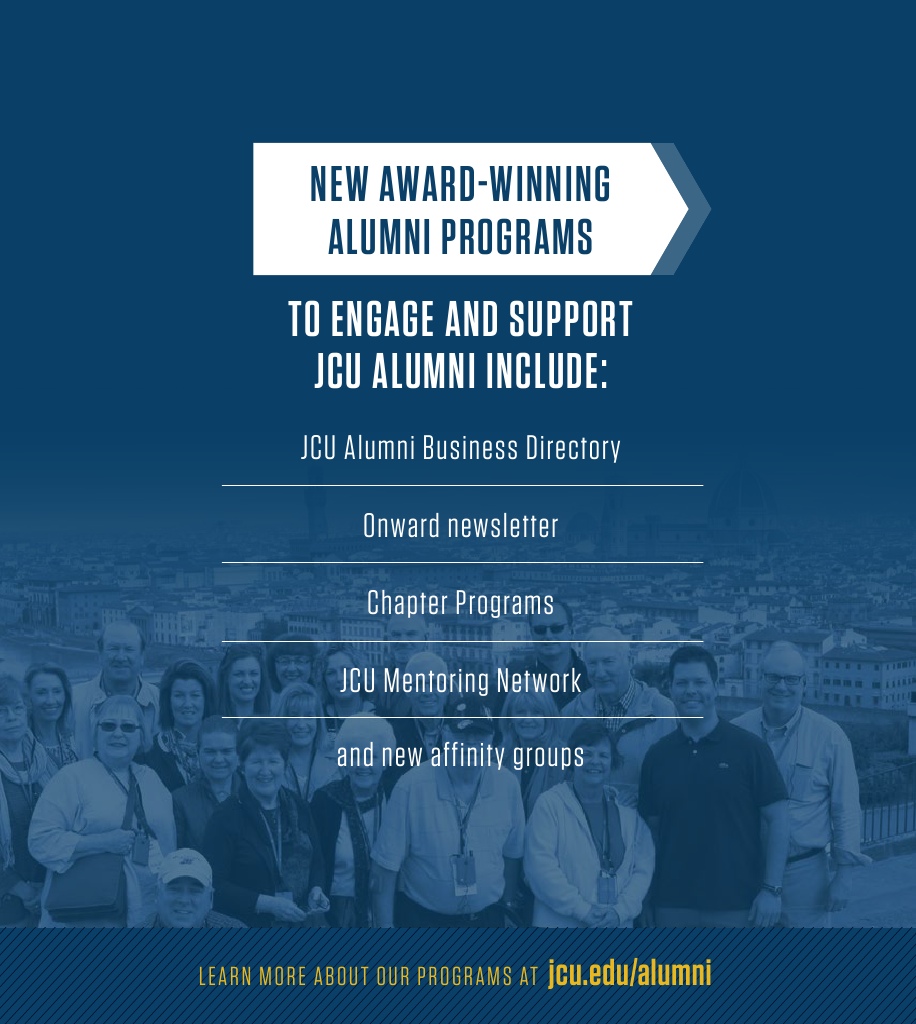 NEW AWARD-WINNING
ALUMNI PROGRAMS
TO ENGAGE AND SUPPORT
JCU ALUMNI INCLUDE:
JCU Alumni Business Directory
Onward newsletter
Chapter Programs
JCU Mentoring Network
and new affinity groups
LEARN MORE ABOUT OUR PROGRAMS AT jcu.edu/alumni